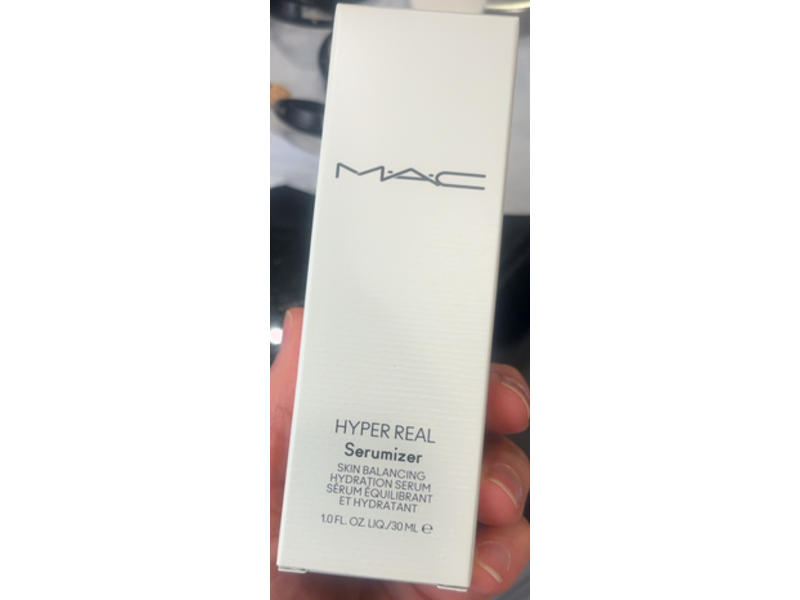 M·A·C
HYPER REAL
Serumizer
SKIN BALANCING
HYDRATION SERUM
SÉRUM ÉQUILIBRANT
ET HYDRATANT
1.0 FL. OZ. LIQ./30 ML ℮